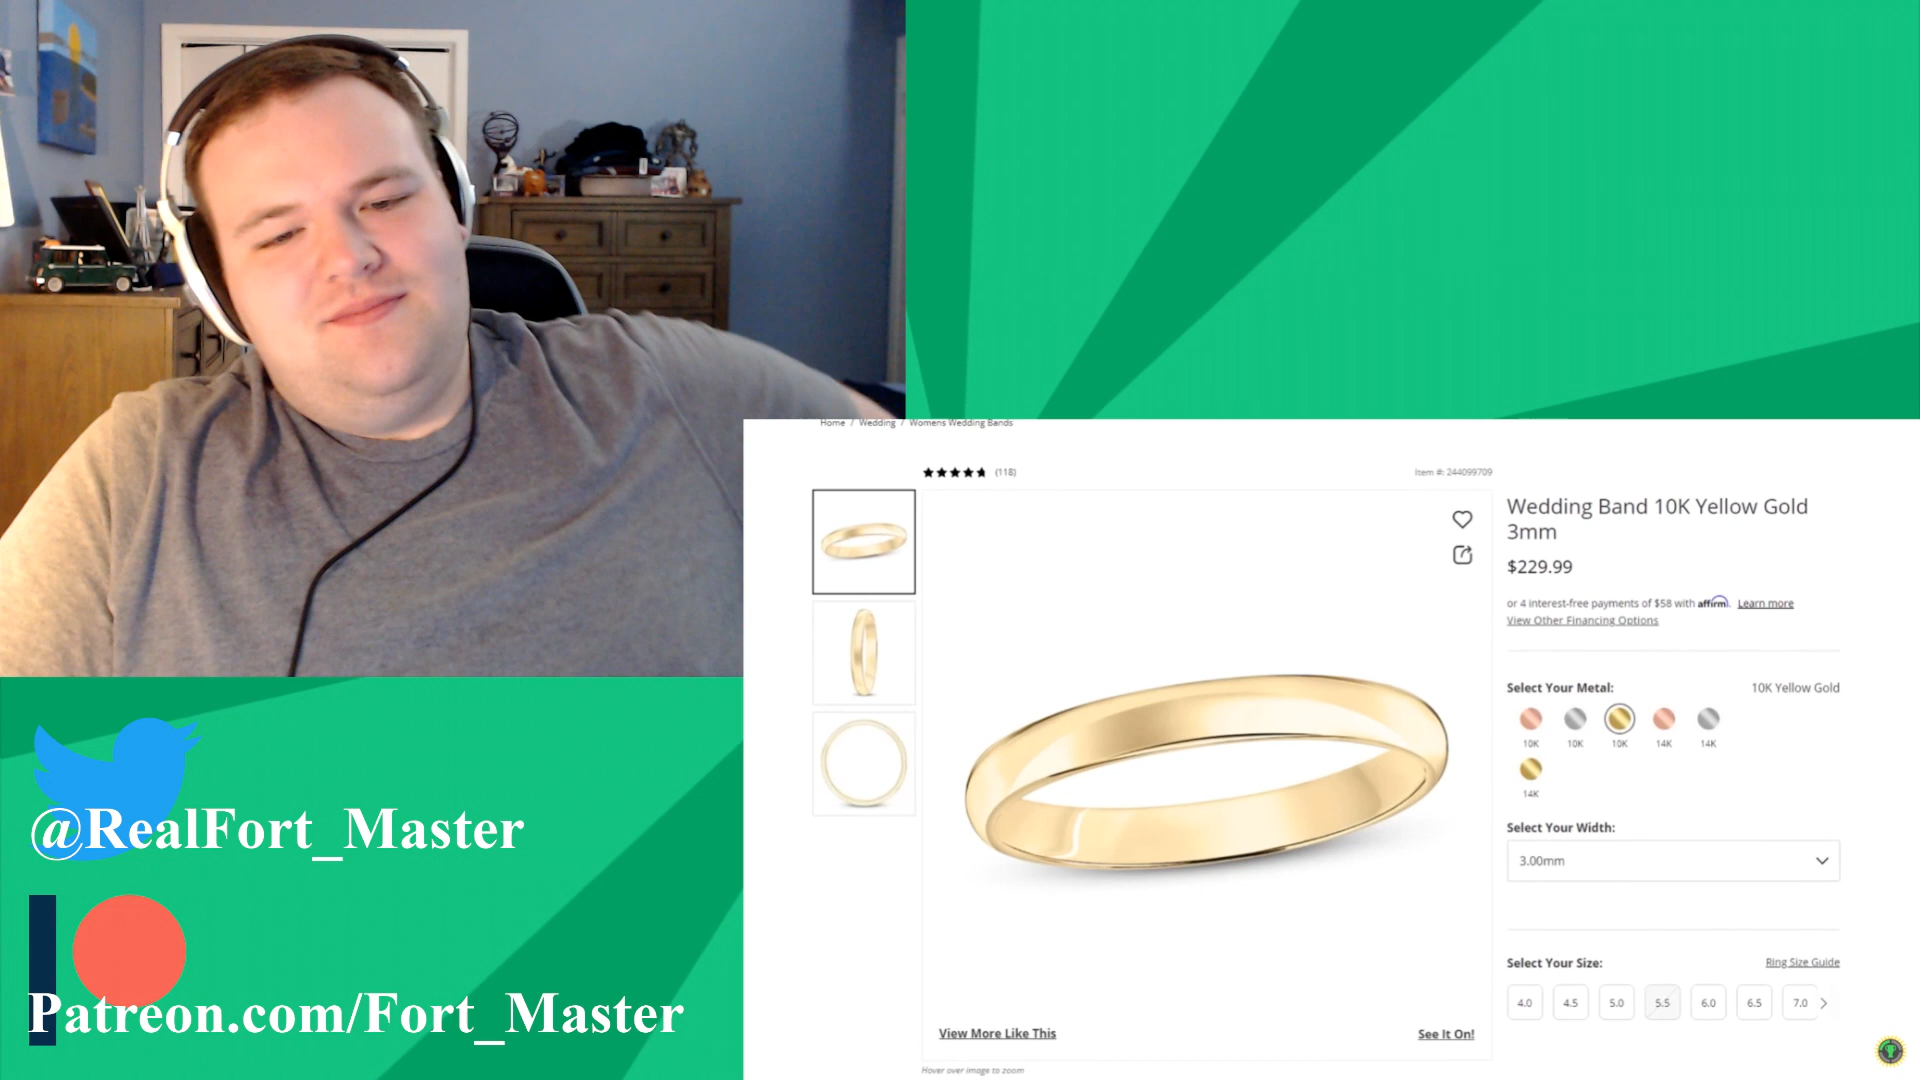 Home / Wedding / Womens Wedding Bands
(118)
Item #: 244099709
Wedding Band 10K Yellow Gold
3mm
$229.99
or 4 interest-free payments of $58 with affirm. Learn more
View Other Financing Options
Select Your Metal: 10K Yellow Gold
10K 10K 10K 14K 14K
14K
Select Your Width:
3.00mm
Select Your Size: Ring Size Guide
4.0 4.5 5.0 5.5 6.0 6.5 7.0
View More Like This See It On!
Hover over image to zoom
@RealFort_Master
Patreon.com/Fort_Master